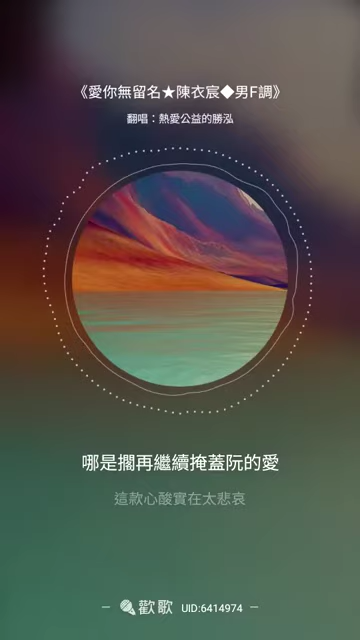 《愛你無留名★陳衣宸◆男F調》
翻唱：熱愛公益的勝泓
哪是擱再繼續掩蓋阮的愛
這款心酸實在太悲哀
歡歌 UID:6414974